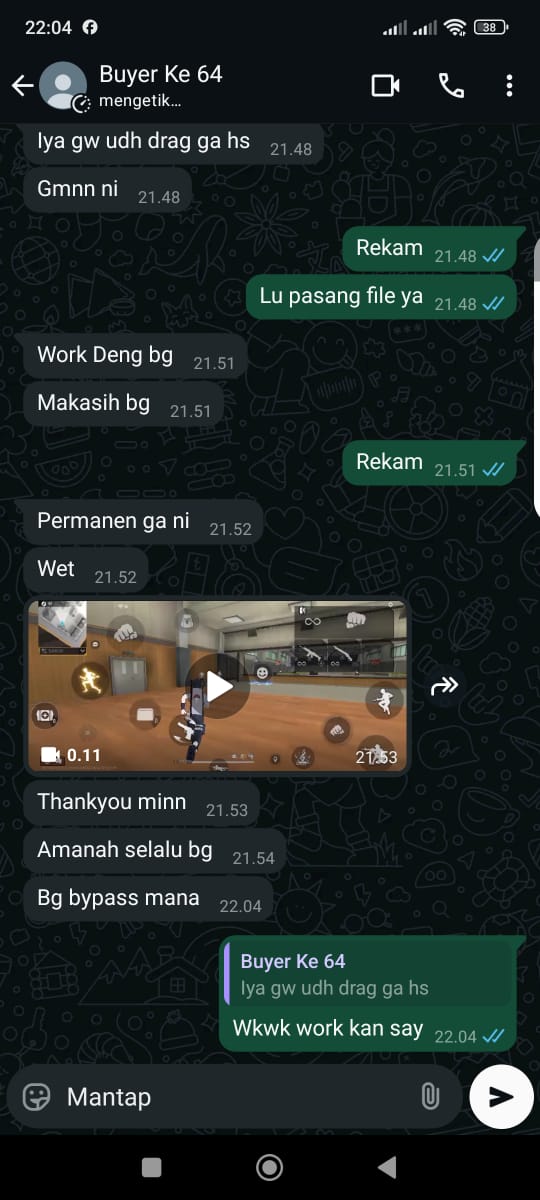 22:04
38
Buyer Ke 64
mengetik...
Iya gw udh drag ga hs 21.48
Gmnn ni 21.48
Rekam 21.48
Lu pasang file ya 21.48
Work Deng bg 21.51
Makasih bg 21.51
Rekam 21.51
Permanen ga ni 21.52
Wet 21.52
0.11 21.53
Thankyou minn 21.53
Amanah selalu bg 21.54
Bg bypass mana 22.04
Buyer Ke 64
Iya gw udh drag ga hs
Wkwk work kan say 22.04
Mantap